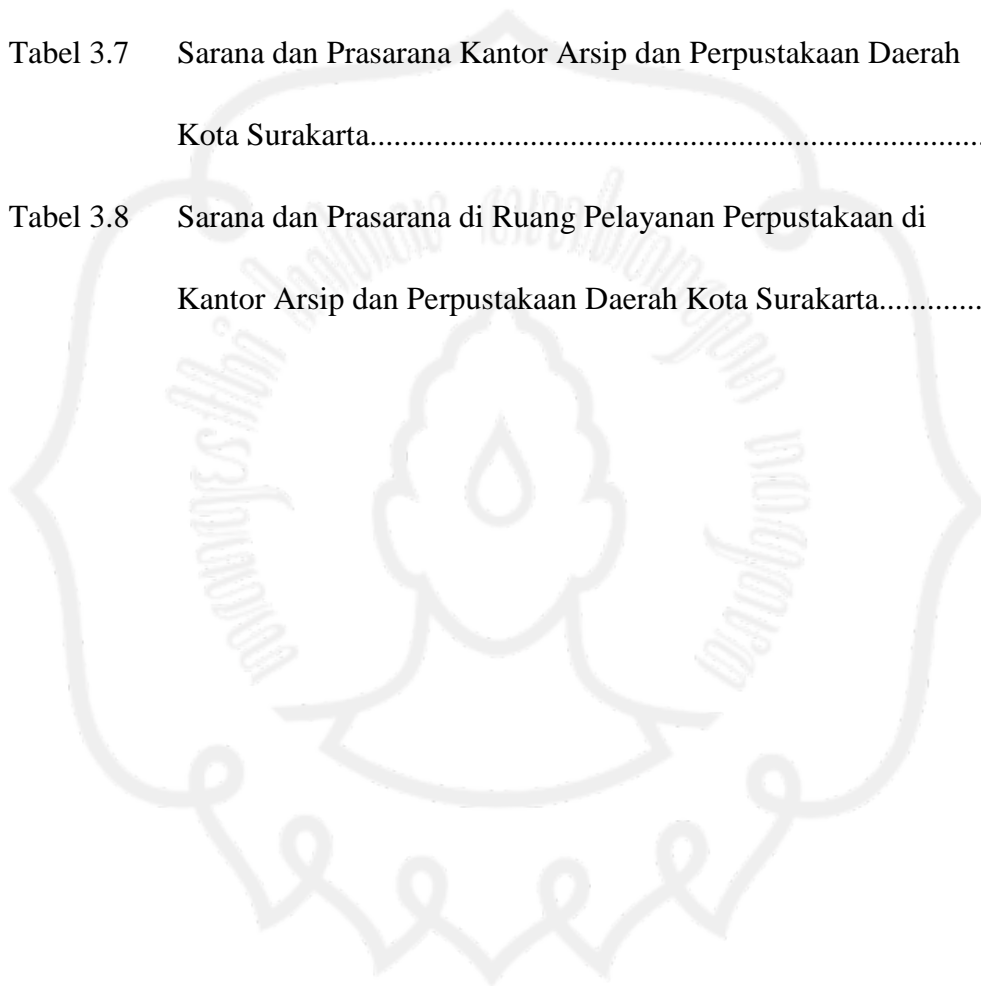 Tabel 3.7 Sarana dan Prasarana Kantor Arsip dan Perpustakaan Daerah
Kota Surakarta............................................................................
Tabel 3.8 Sarana dan Prasarana di Ruang Pelayanan Perpustakaan di
Kantor Arsip dan Perpustakaan Daerah Kota Surakarta.............